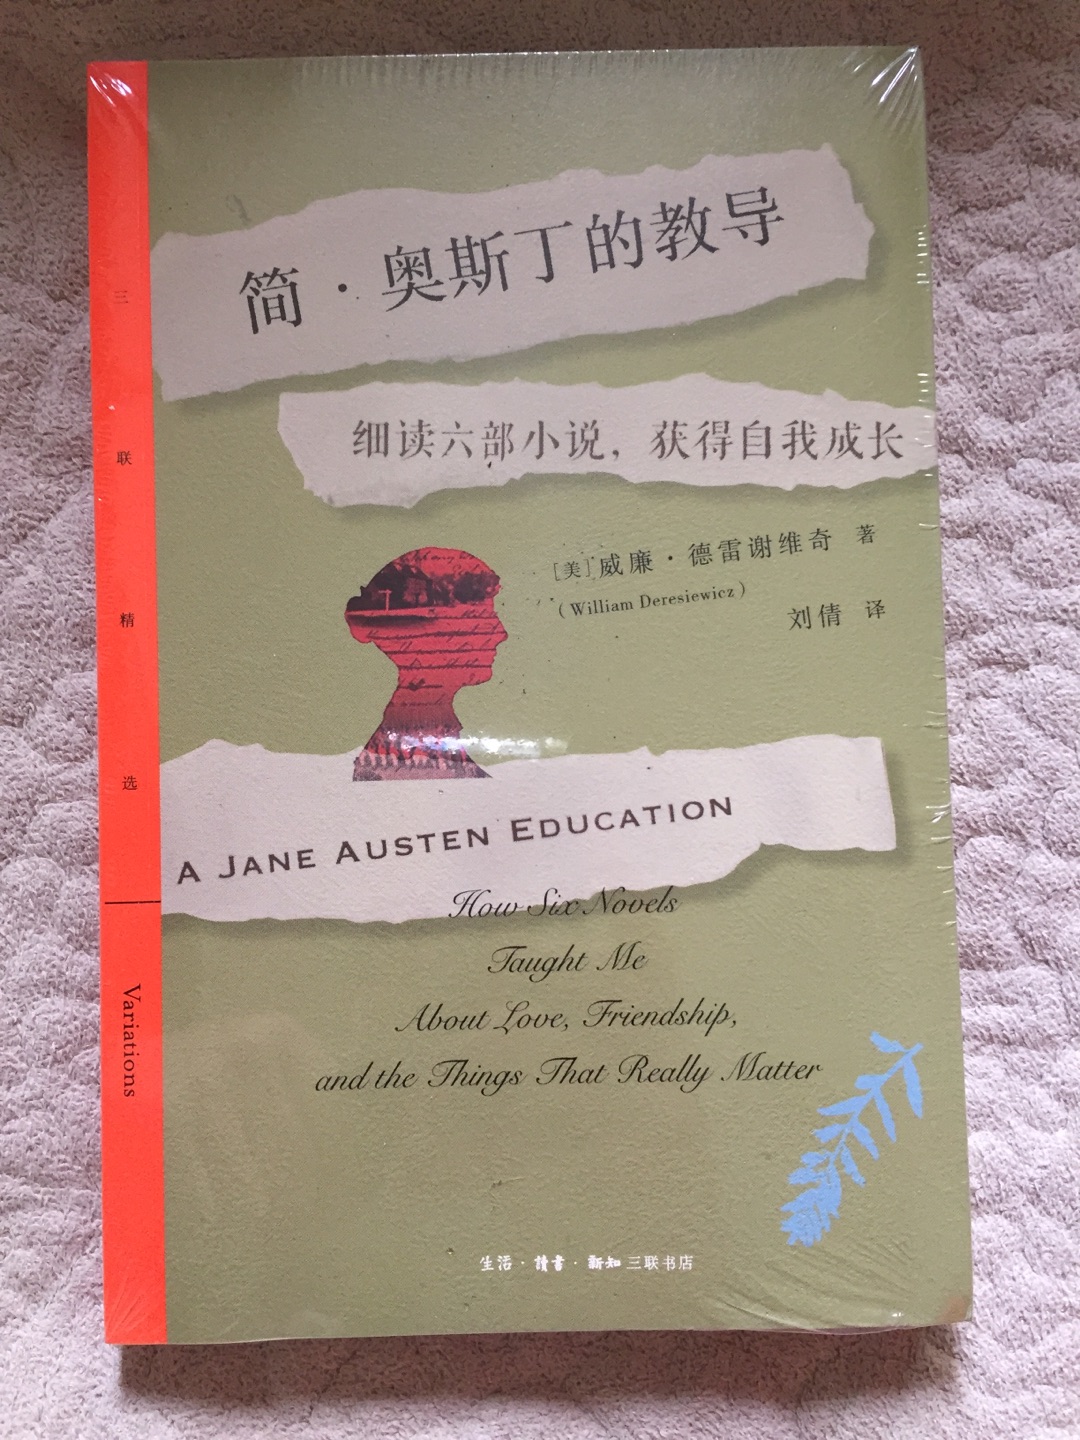 简·奥斯丁的教导
细读六部小说，获得自我成长
[美]威廉·德雷谢维奇 著
(William Deresiewicz)
刘倩 译
A JANE AUSTEN EDUCATION
How Six Novels
Taught Me
About Love, Friendship,
and the Things That Really Matter
生活·讀書·新知三联书店
三联精选
Variations